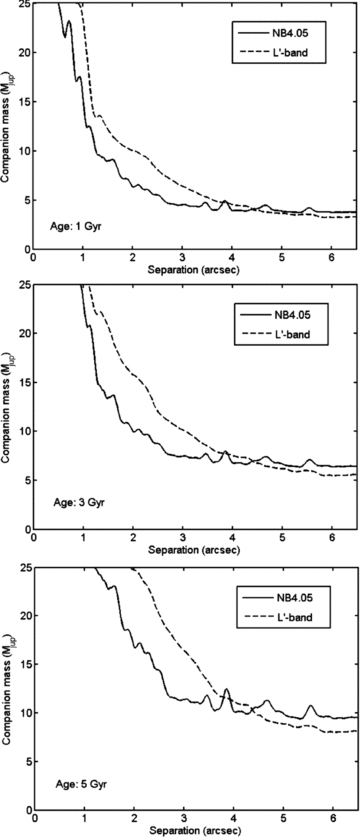 25
20
15
10
5
0
Companion mass (MJup)
NB4.05
L'-band
Age: 1 Gyr
0 1 2 3 4 5 6
Separation (arcsec)
25
20
15
10
5
0
Companion mass (MJup)
NB4.05
L'-band
Age: 3 Gyr
0 1 2 3 4 5 6
Separation (arcsec)
25
20
15
10
5
0
Companion mass (MJup)
NB4.05
L'-band
Age: 5 Gyr
0 1 2 3 4 5 6
Separation (arcsec)